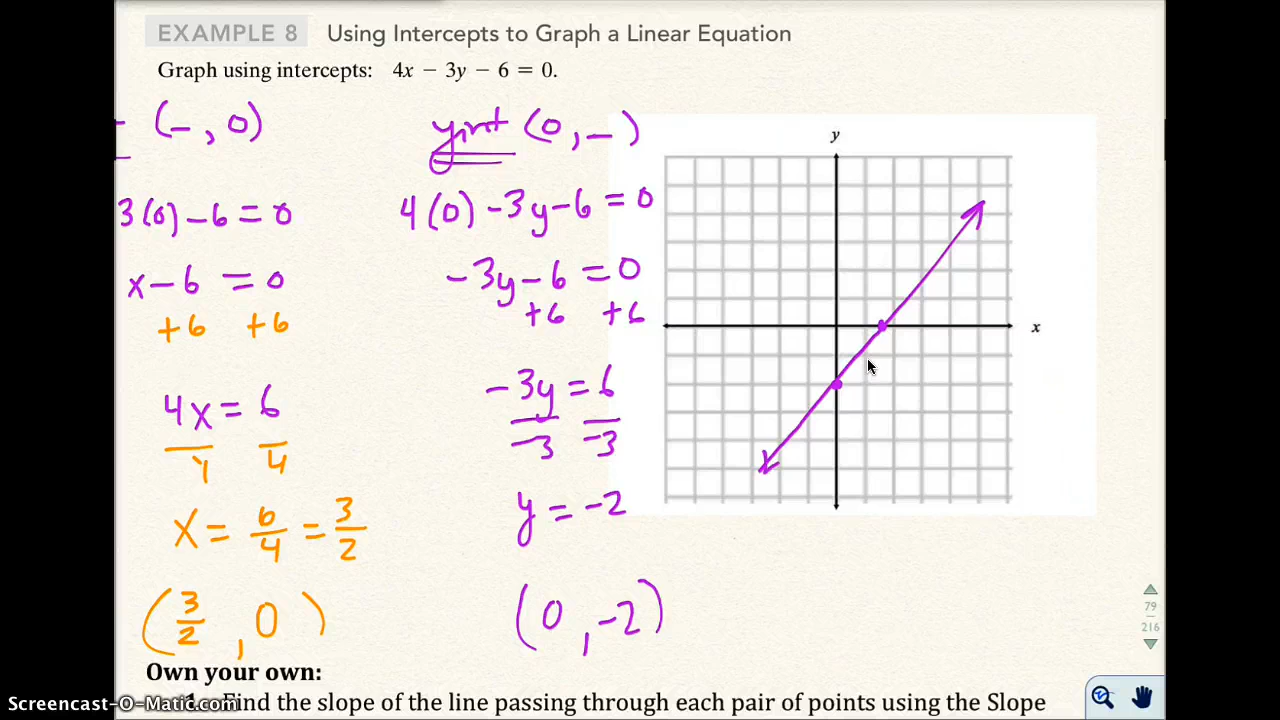 EXAMPLE 8 Using Intercepts to Graph a Linear Equation
Graph using intercepts: 4x − 3y − 6 = 0.
(–, 0)
3(0) -6 = 0
x - 6 = 0
+6 +6
4x = 6
4 4
x = 6/4 = 3/2
(3/2, 0)
yint (0, –)
4(0) -3y -6 = 0
-3y -6 = 0
+6 +6
-3y = 6
-3 -3
y = -2
(0, -2)
y
x
79
216
Own your own:
1. Find the slope of the line passing through each pair of points using the Slope
Screencast-O-Matic.com